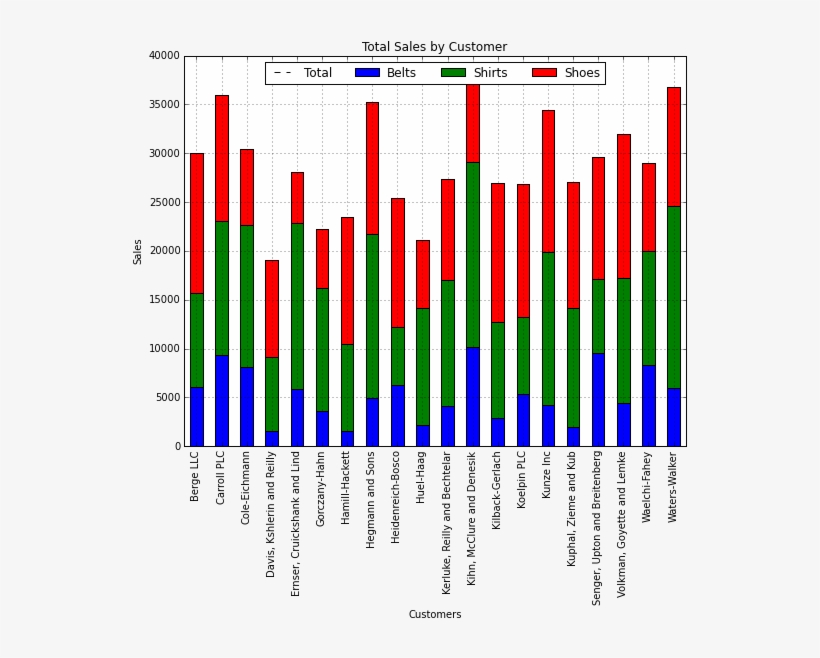 Total Sales by Customer
40000
35000
30000
25000
20000
15000
10000
5000
0
Sales
Total
Belts
Shirts
Shoes
Berge LLC
Carroll PLC
Cole-Eichmann
Davis, Kshlerin and Reilly
Ernser, Cruickshank and Lind
Gorczany-Hahn
Hamill-Hackett
Hegmann and Sons
Heidenreich-Bosco
Huel-Haag
Kerluke, Reilly and Bechtelar
Kihn, McClure and Denesik
Kilback-Gerlach
Koelpin PLC
Kunze Inc
Kuphal, Zieme and Kub
Senger, Upton and Breitenberg
Volkman, Goyette and Lemke
Waelchi-Fahey
Waters-Walker
Customers